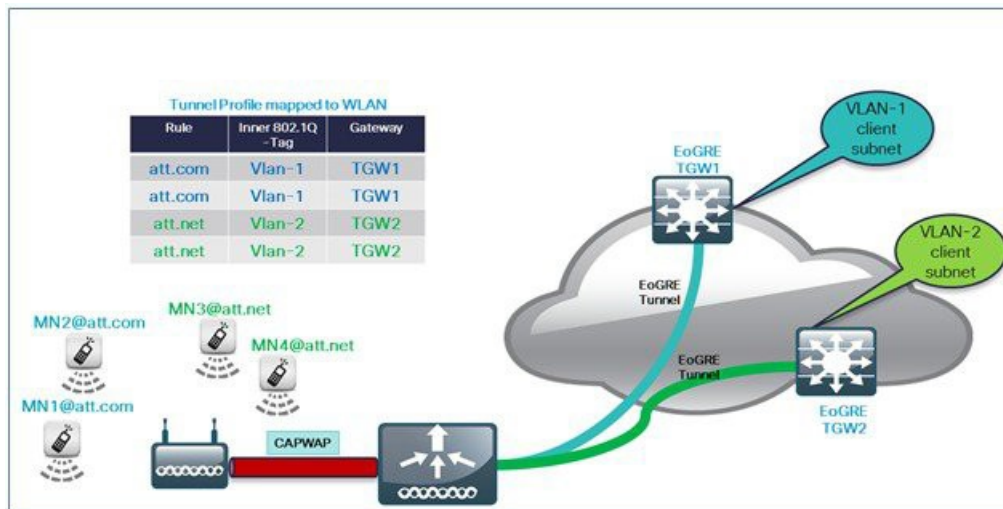 Tunnel Profile mapped to WLAN
Rule Inner 802.1Q -Tag Gateway
att.com Vlan-1 TGW1
att.com Vlan-1 TGW1
att.net Vlan-2 TGW2
att.net Vlan-2 TGW2
VLAN-1
client
subnet
EoGRE
TGW1
VLAN-2
client
subnet
EoGRE
Tunnel
MN3@att.net
MN2@att.com
MN4@att.net
EoGRE
Tunnel
MN1@att.com
EoGRE
TGW2
CAPWAP